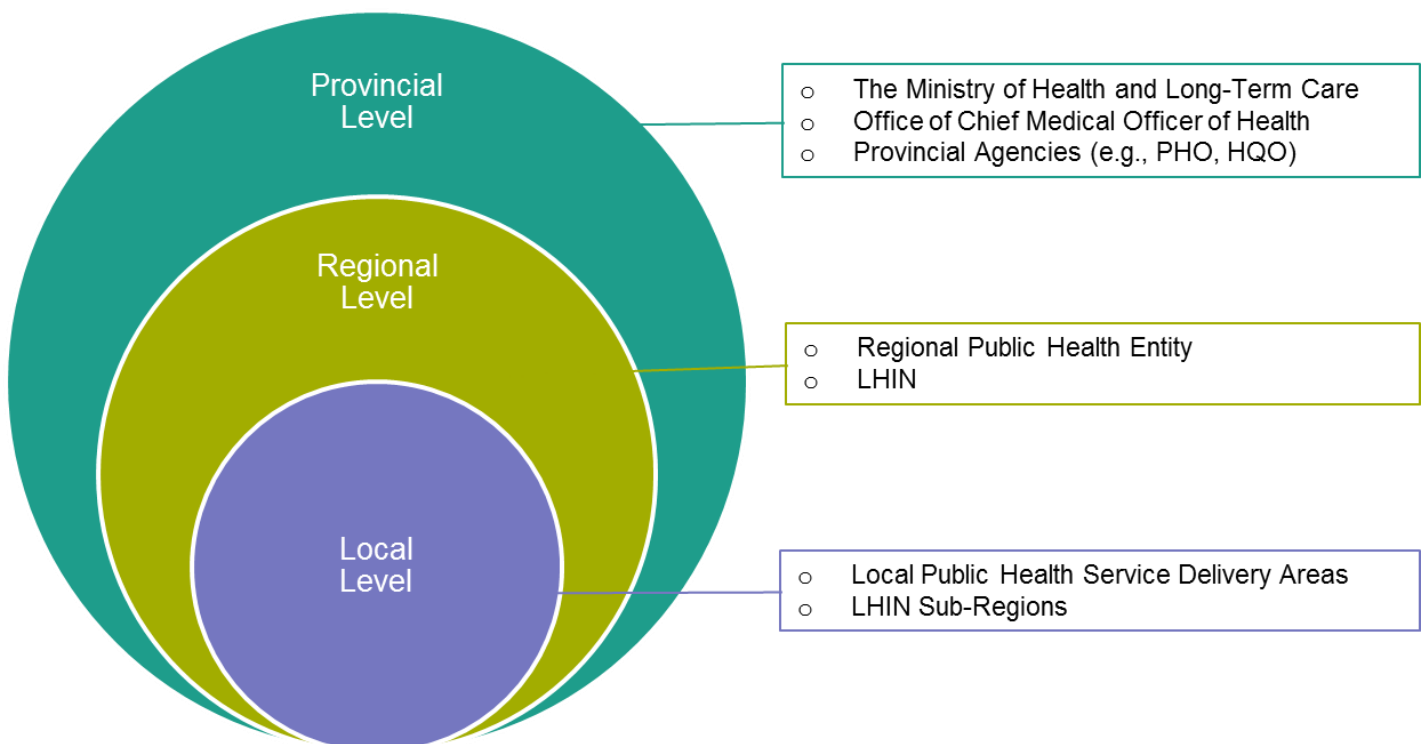 Provincial
Level
o The Ministry of Health and Long-Term Care
o Office of Chief Medical Officer of Health
o Provincial Agencies (e.g., PHO, HQO)
Regional
Level
o Regional Public Health Entity
o LHIN
Local
Level
o Local Public Health Service Delivery Areas
o LHIN Sub-Regions